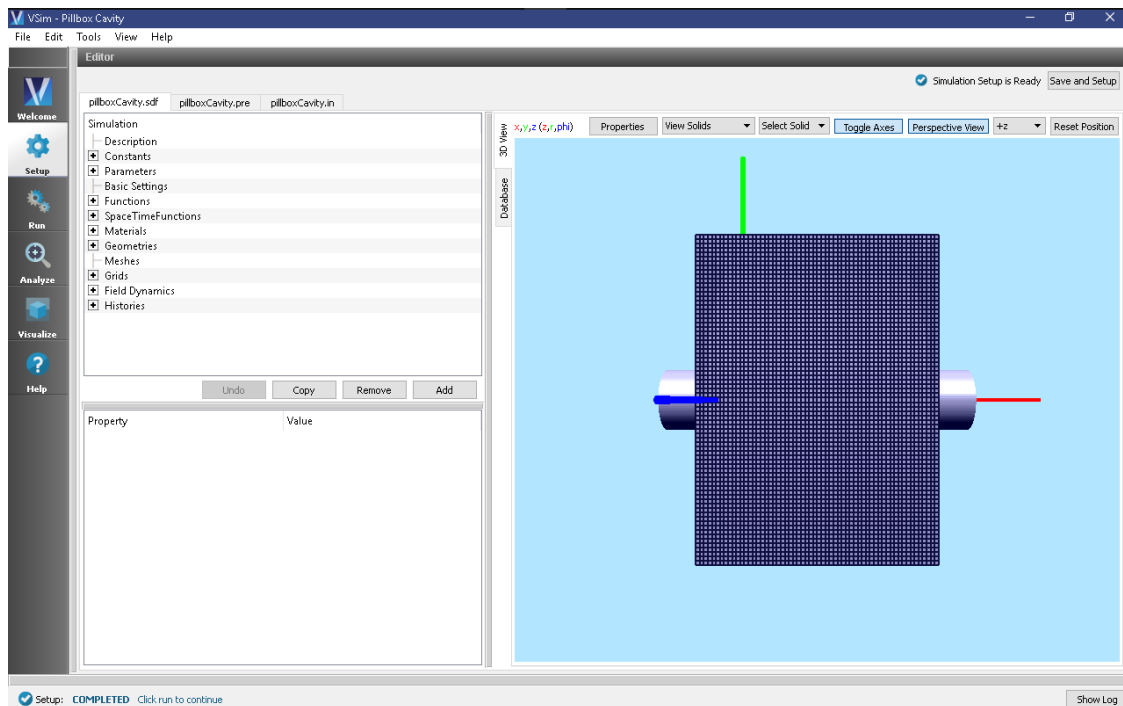 VSim - Pillbox Cavity
File Edit Tools View Help
Editor
Simulation Setup is Ready Save and Setup
Welcome
Setup
Run
Analyze
Visualize
Help
pillboxCavity.sdf pillboxCavity.pre pillboxCavity.in
Simulation
Description
Constants
Parameters
Basic Settings
Functions
SpaceTimeFunctions
Materials
Geometries
Meshes
Grids
Field Dynamics
Histories
Undo Copy Remove Add
Property Value
3D View
Database
x,y,z (z,r,phi) Properties View Solids Select Solid Toggle Axes Perspective View +z Reset Position
Setup: COMPLETED Click run to continue Show Log